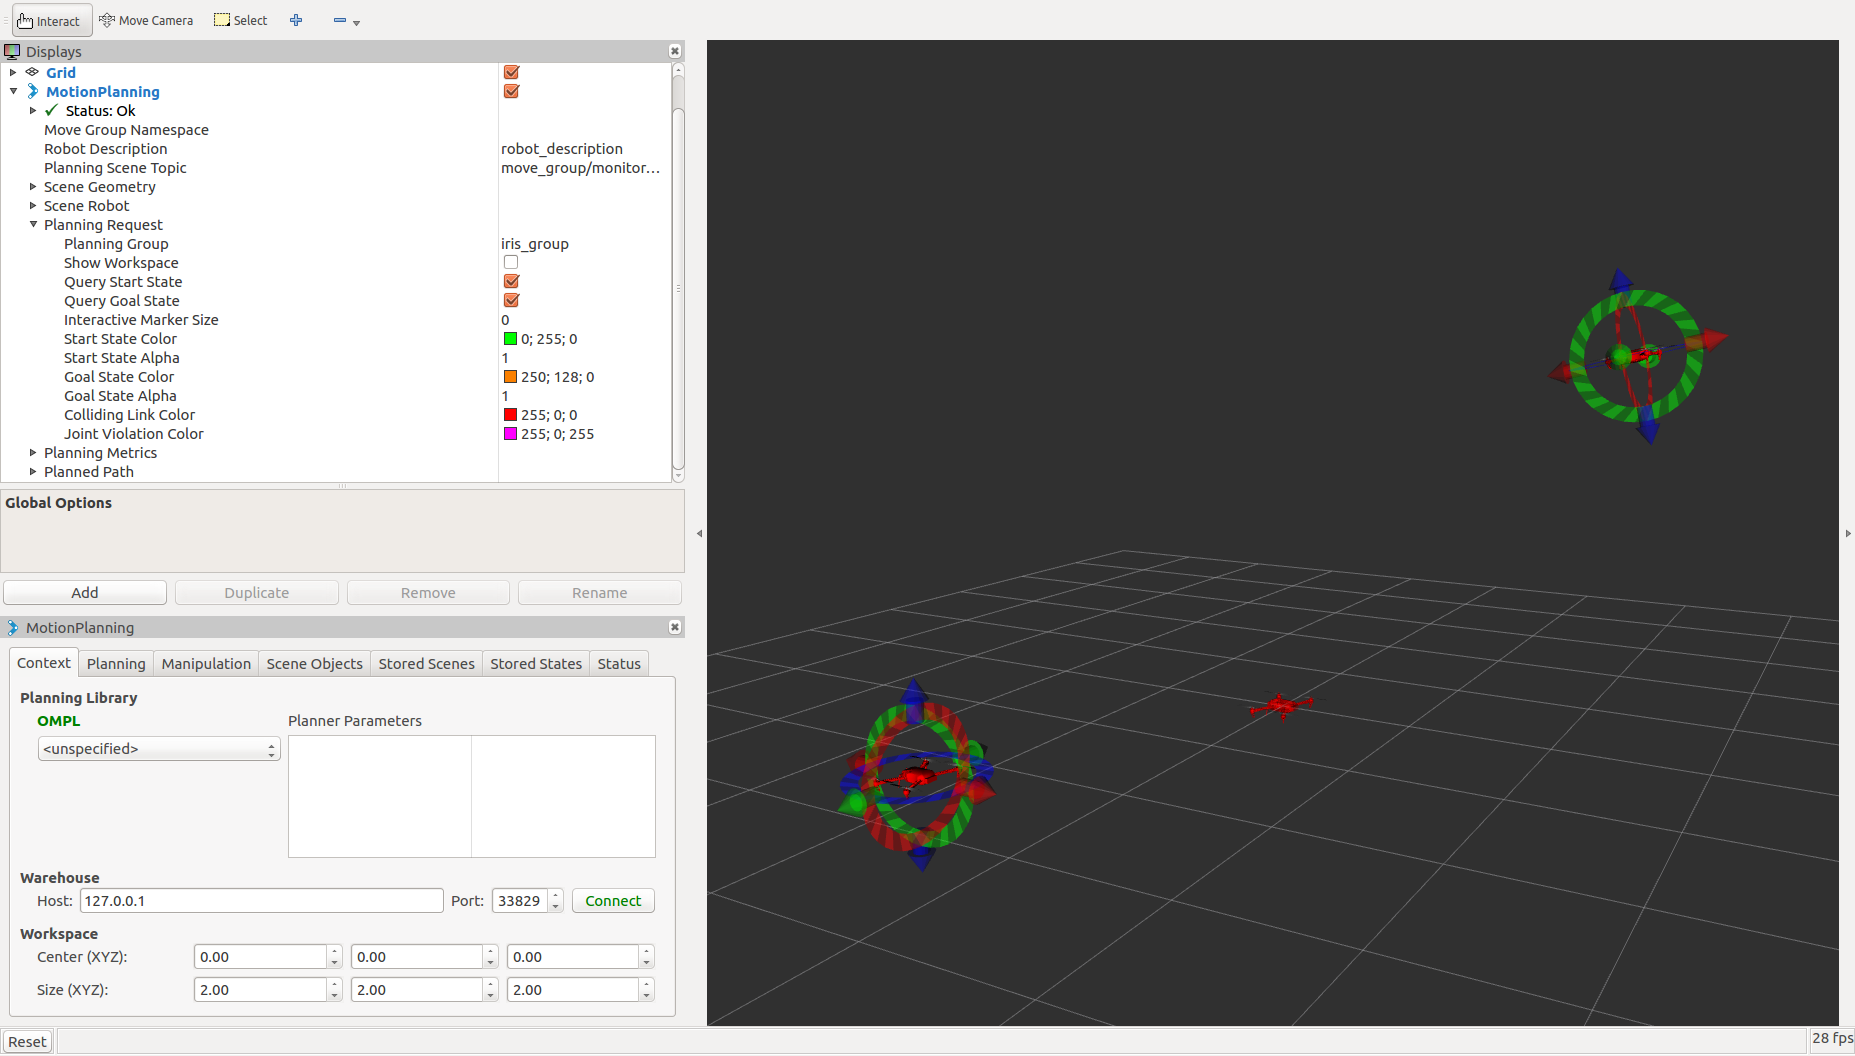 Interact Move Camera Select
Displays
Grid
MotionPlanning
Status: Ok
Move Group Namespace
Robot Description robot_description
Planning Scene Topic move_group/monitor...
Scene Geometry
Scene Robot
Planning Request
Planning Group iris_group
Show Workspace
Query Start State
Query Goal State
Interactive Marker Size 0
Start State Color 0; 255; 0
Start State Alpha 1
Goal State Color 250; 128; 0
Goal State Alpha 1
Colliding Link Color 255; 0; 0
Joint Violation Color 255; 0; 255
Planning Metrics
Planned Path
Global Options
Add Duplicate Remove Rename
MotionPlanning
Context Planning Manipulation Scene Objects Stored Scenes Stored States Status
Planning Library
OMPL Planner Parameters
<unspecified>
Warehouse
Host: 127.0.0.1 Port: 33829 Connect
Workspace
Center (XYZ): 0.00 0.00 0.00
Size (XYZ): 2.00 2.00 2.00
Reset 28 fps